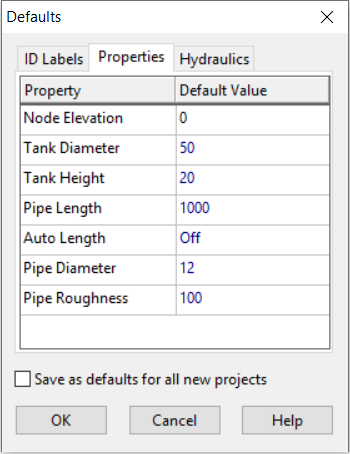 Defaults
ID Labels Properties Hydraulics
Property Default Value
Node Elevation 0
Tank Diameter 50
Tank Height 20
Pipe Length 1000
Auto Length Off
Pipe Diameter 12
Pipe Roughness 100
Save as defaults for all new projects
OK Cancel Help